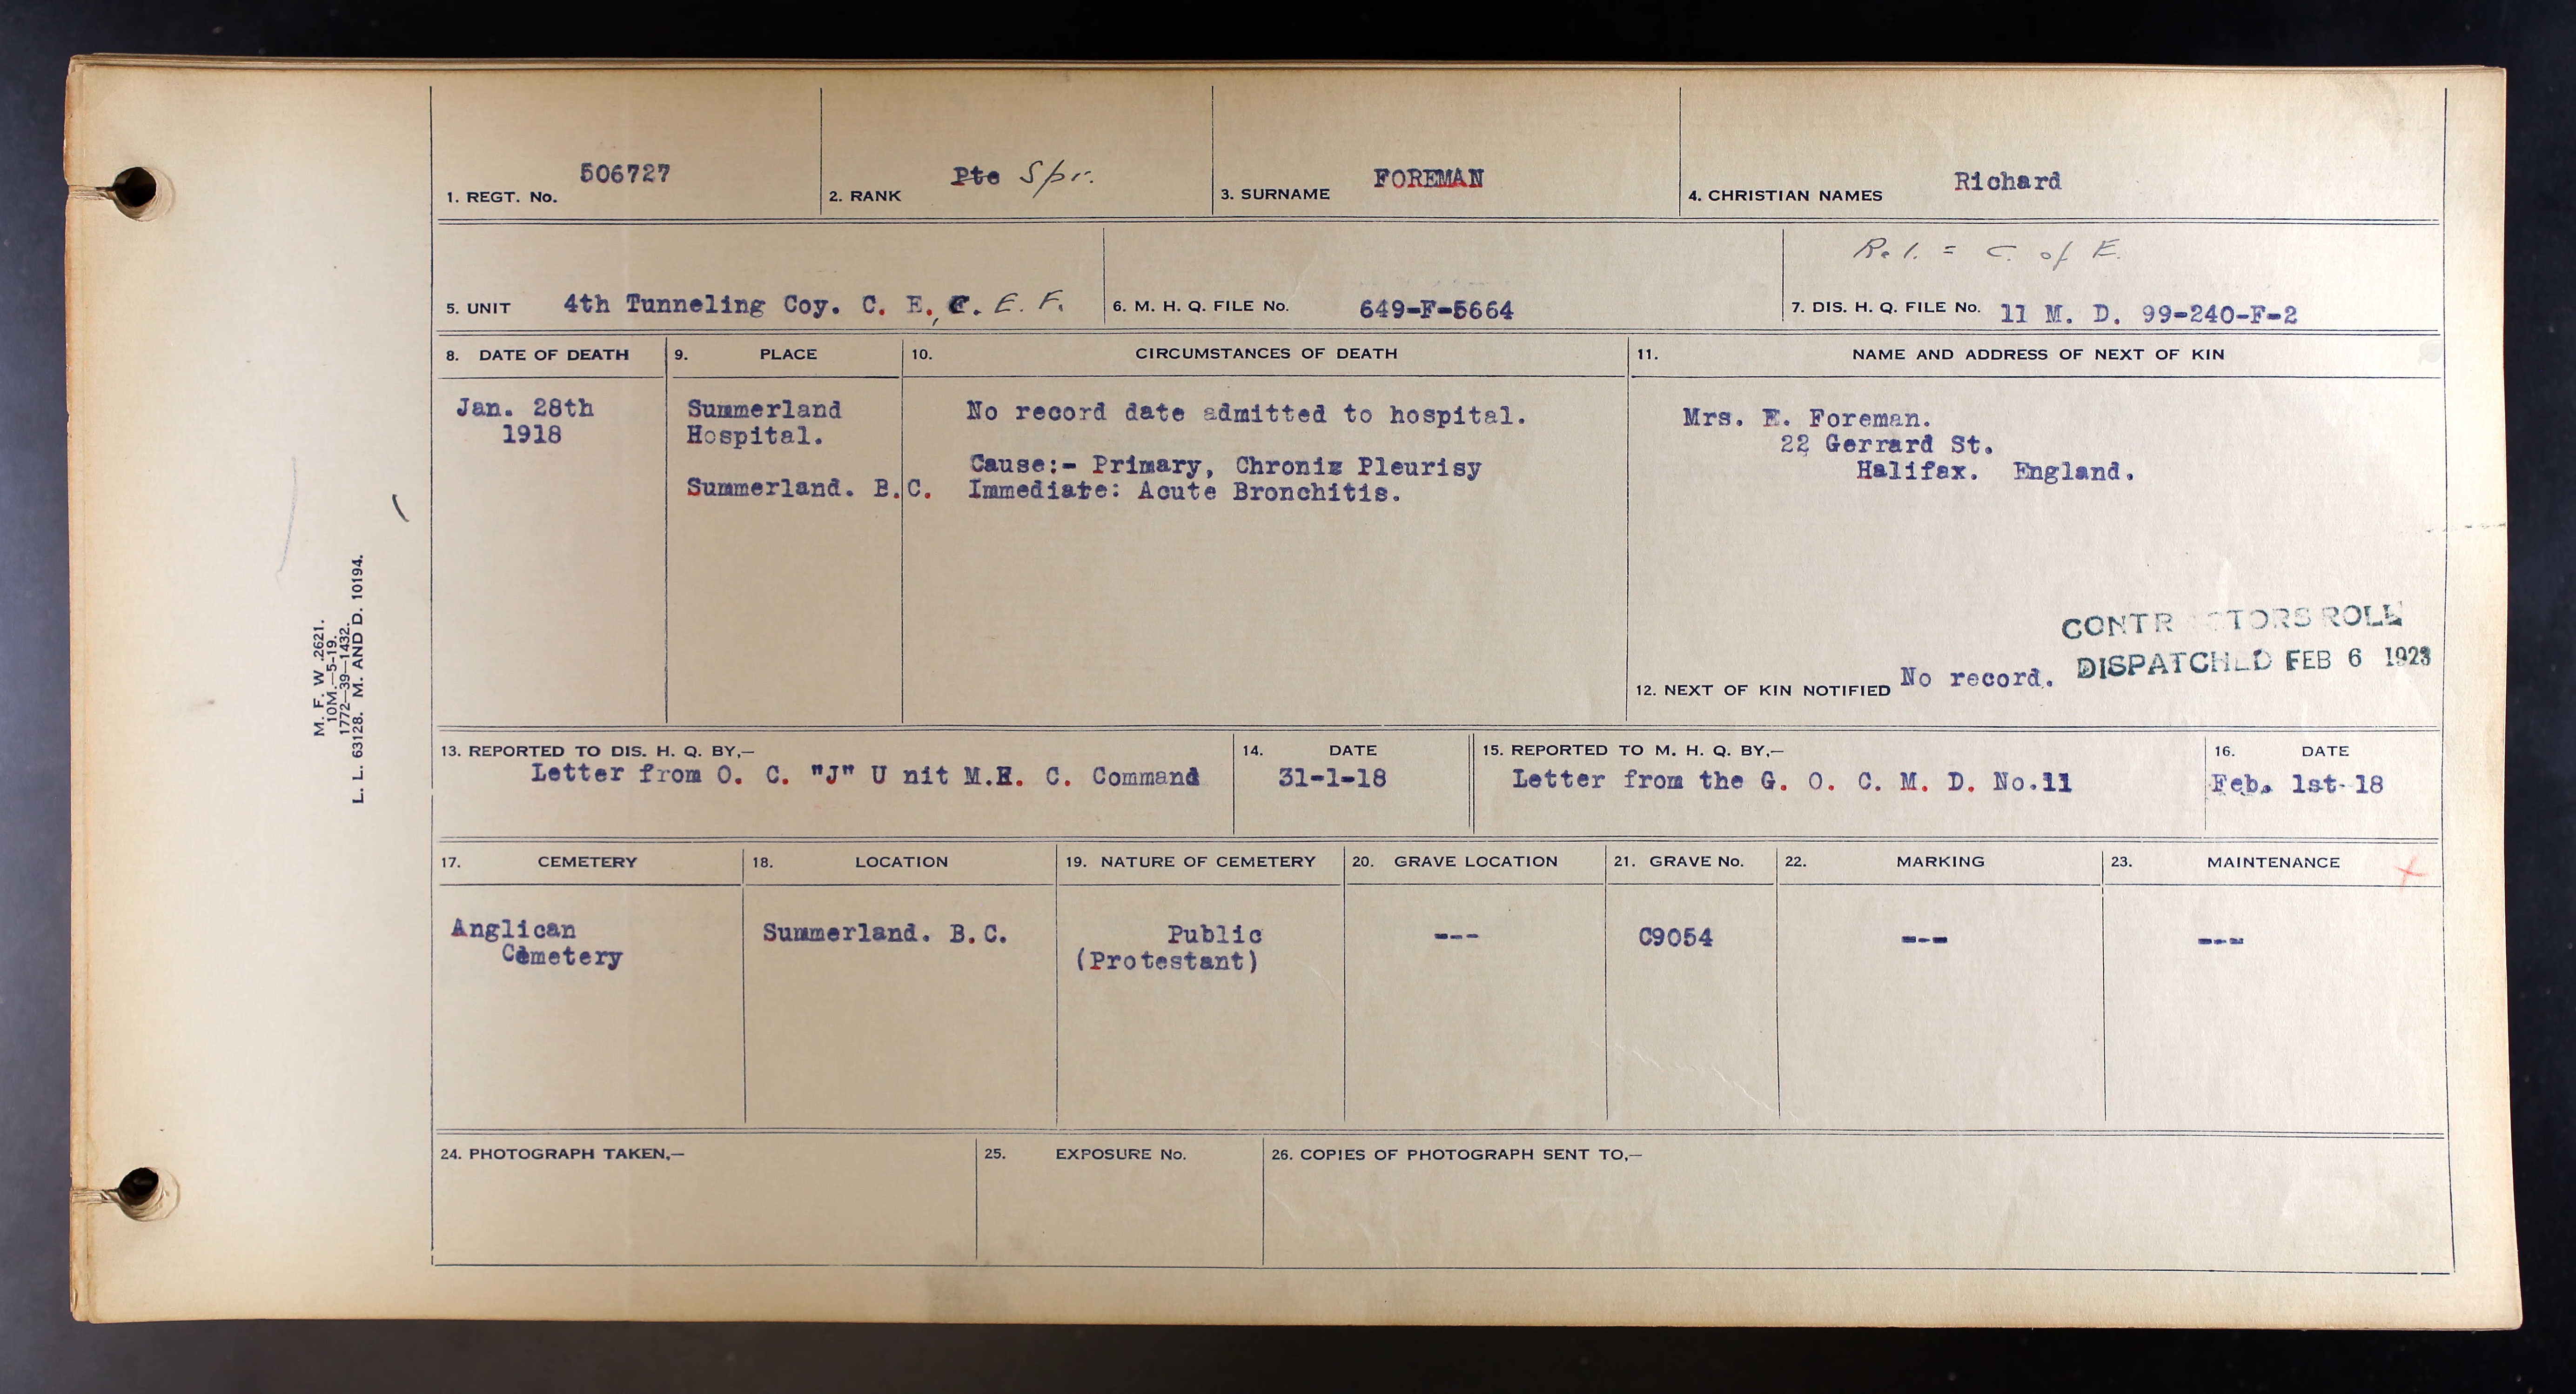 1. REGT. No. 506727
2. RANK Pte Spr.
3. SURNAME FOREMAN
4. CHRISTIAN NAMES Richard
5. UNIT 4th Tunneling Coy. C. E., C. E. F.
6. M. H. Q. FILE No. 649-F-5664
Rel. = C. of E.
7. DIS. H. Q. FILE No. 11 M. D. 99-240-F-2
8. DATE OF DEATH
Jan. 28th
1918
9. PLACE
Summerland
Hospital.
Summerland. B.C.
10. CIRCUMSTANCES OF DEATH
No record date admitted to hospital.
Cause:- Primary, Chronis Pleurisy
Immediate: Acute Bronchitis.
11. NAME AND ADDRESS OF NEXT OF KIN
Mrs. E. Foreman.
22 Gerrard St.
Halifax. England.
CONTR CTORS ROLL
DISPATCHED FEB 6 1923
12. NEXT OF KIN NOTIFIED No record.
13. REPORTED TO DIS. H. Q. BY,—
Letter from O. C. "J" U nit M.H. C. Command
14. DATE
31-1-18
15. REPORTED TO M. H. Q. BY,—
Letter from the G. O. C. M. D. No.11
16. DATE
Feb. 1st-18
17. CEMETERY
Anglican
Cemetery
18. LOCATION
Summerland. B.C.
19. NATURE OF CEMETERY
Public
(Protestant)
20. GRAVE LOCATION
---
21. GRAVE No.
C9054
22. MARKING
---
23. MAINTENANCE
---
24. PHOTOGRAPH TAKEN,—
25. EXPOSURE No.
26. COPIES OF PHOTOGRAPH SENT TO,—
M. F. W. 2621.
10M.—5-19.
1772—39—1432.
L. L. 63128. M. AND D. 10194.